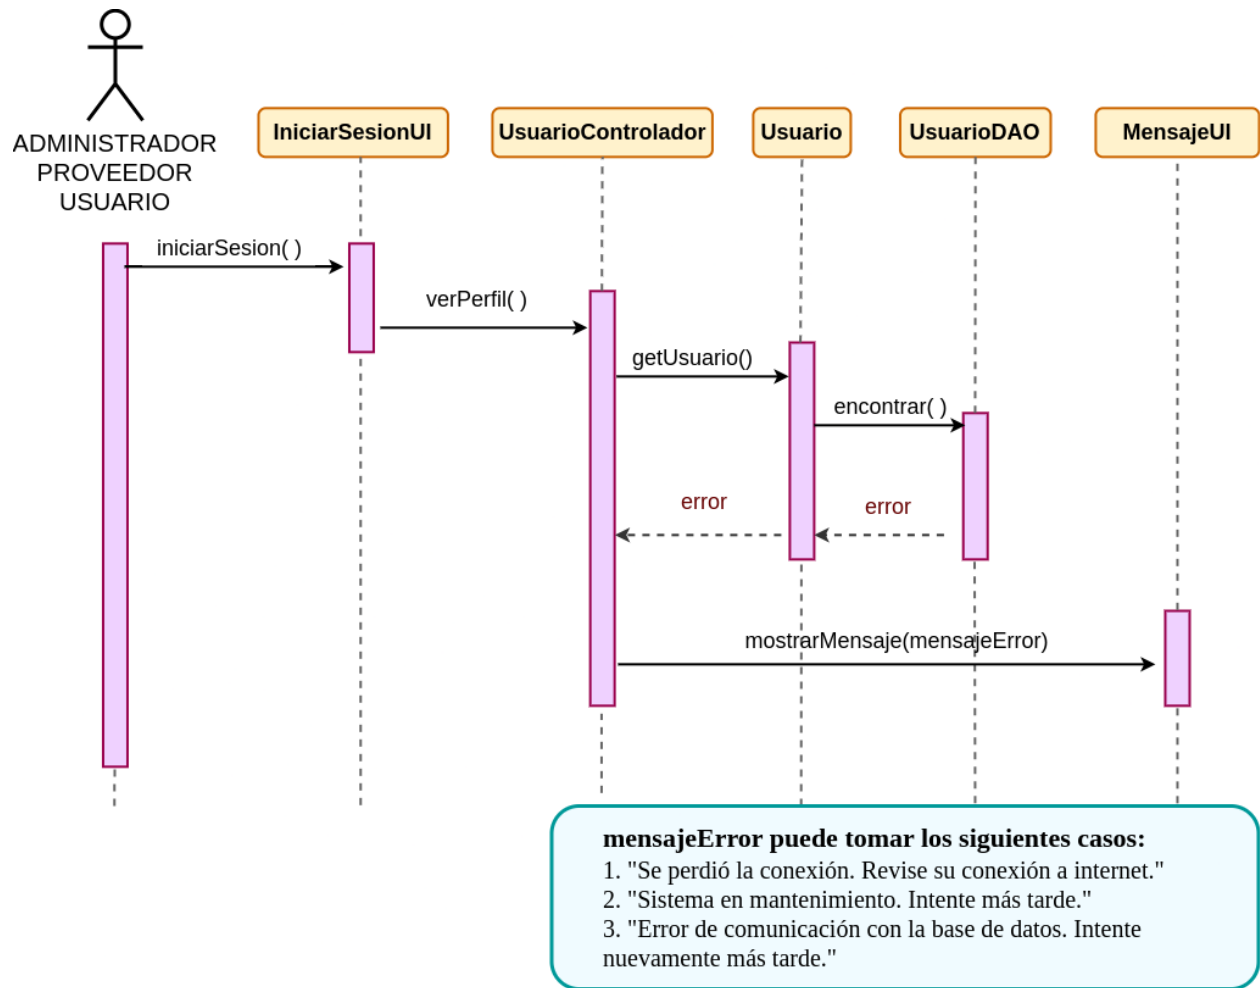 ADMINISTRADOR
PROVEEDOR
USUARIO
IniciarSesionUI
UsuarioControlador
Usuario
UsuarioDAO
MensajeUI
iniciarSesion( )
verPerfil( )
getUsuario()
encontrar( )
error
error
mostrarMensaje(mensajeError)
mensajeError puede tomar los siguientes casos:
1. "Se perdió la conexión. Revise su conexión a internet."
2. "Sistema en mantenimiento. Intente más tarde."
3. "Error de comunicación con la base de datos. Intente
nuevamente más tarde."